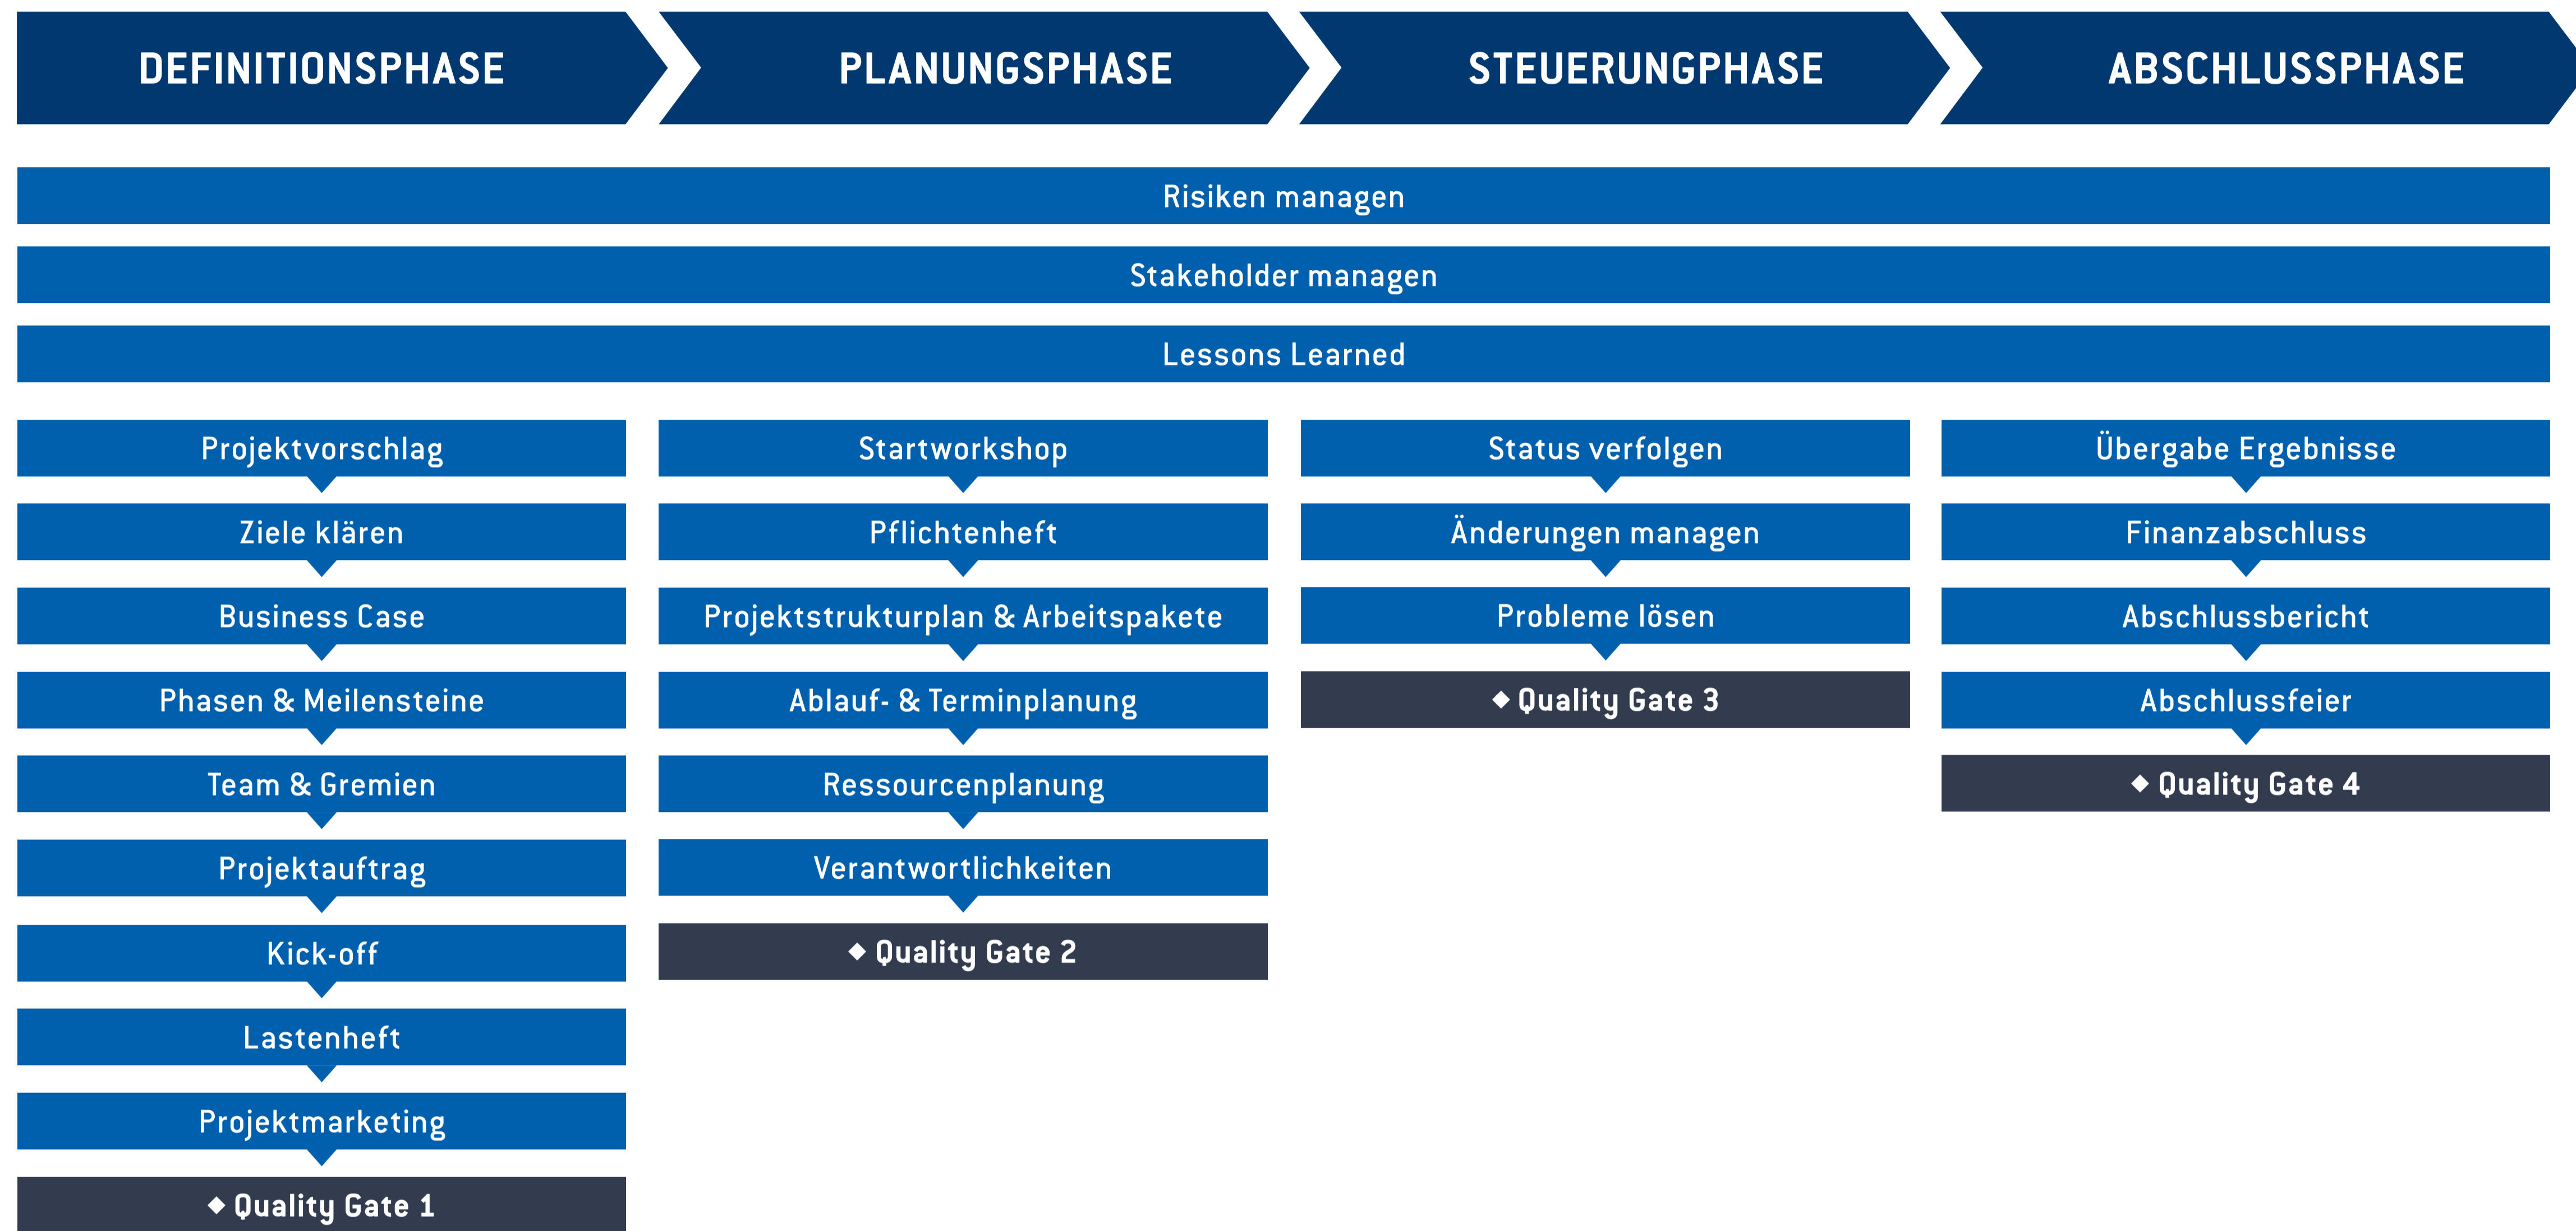 DEFINITIONSPHASE
PLANUNGSPHASE
STEUERUNGPHASE
ABSCHLUSSPHASE
Risiken managen
Stakeholder managen
Lessons Learned
Projektvorschlag
Ziele klären
Business Case
Phasen & Meilensteine
Team & Gremien
Projektauftrag
Kick-off
Lastenheft
Projektmarketing
◆ Quality Gate 1
Startworkshop
Pflichtenheft
Projektstrukturplan & Arbeitspakete
Ablauf- & Terminplanung
Ressourcenplanung
Verantwortlichkeiten
◆ Quality Gate 2
Status verfolgen
Änderungen managen
Probleme lösen
◆ Quality Gate 3
Übergabe Ergebnisse
Finanzabschluss
Abschlussbericht
Abschlussfeier
◆ Quality Gate 4